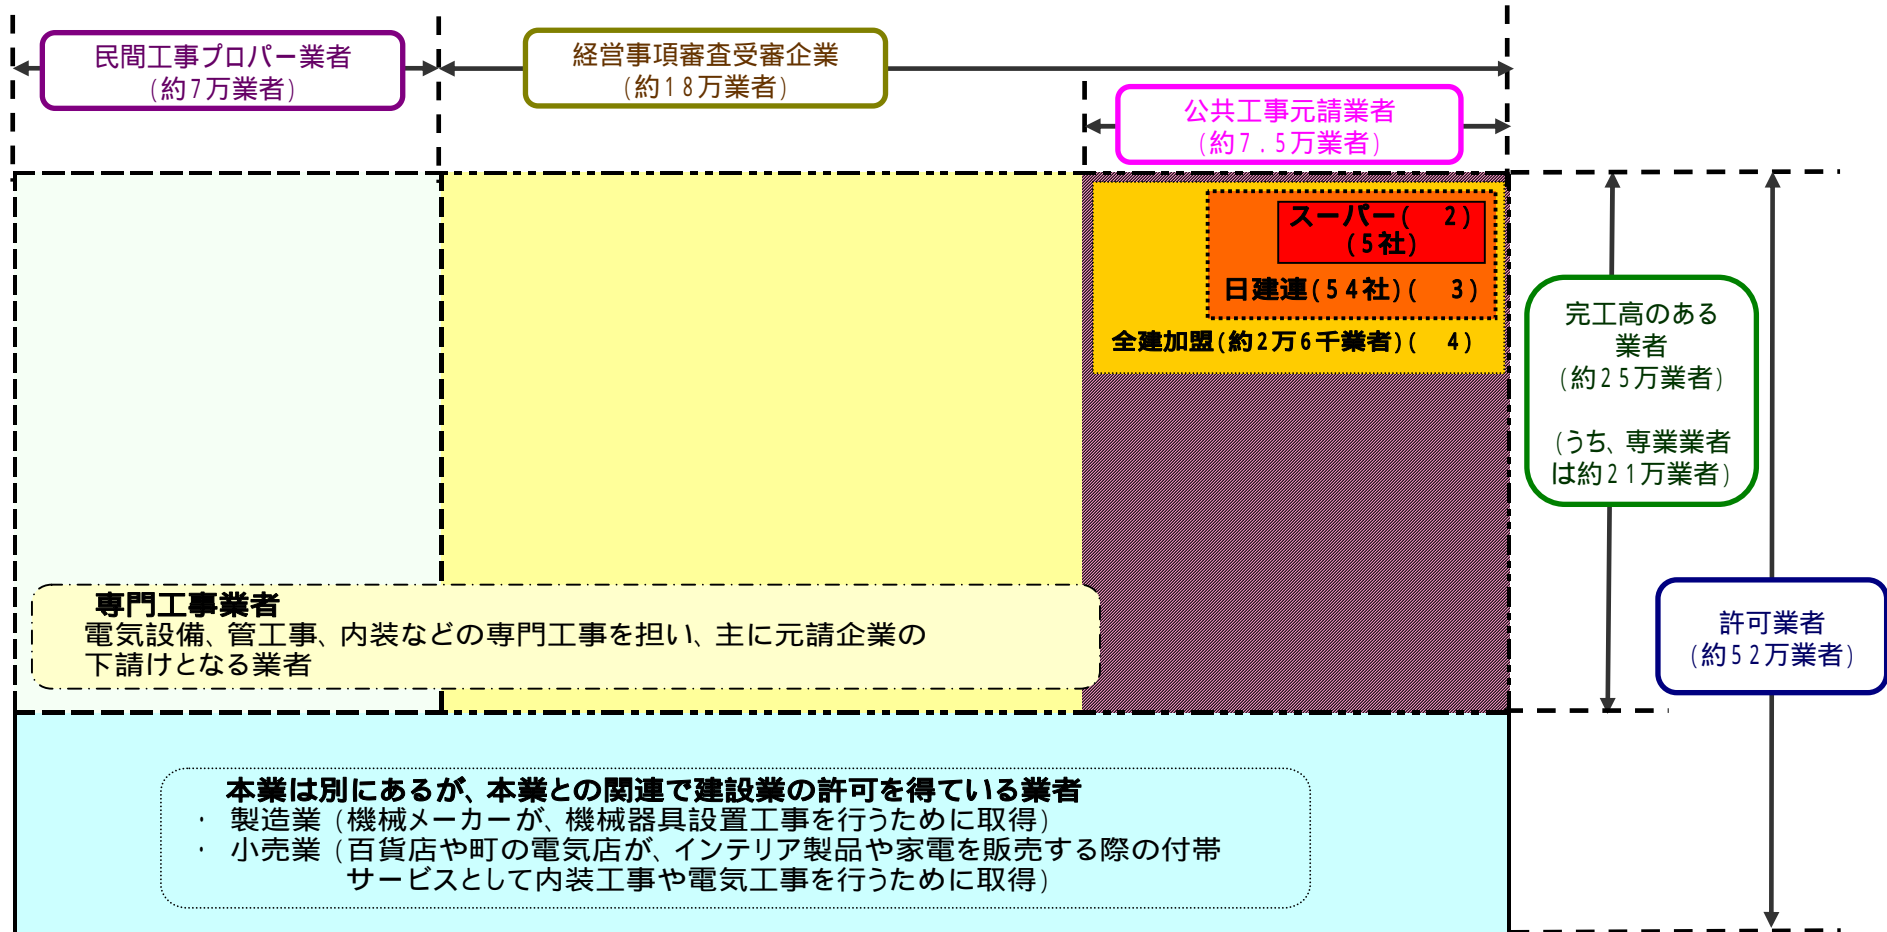 民間工事プロパー業者
(約7万業者)
経営事項審査受審企業
(約18万業者)
公共工事元請業者
(約7.5万業者)
スーパー( 2)
(5社)
日建連(54社)( 3)
全建加盟(約2万6千業者)( 4)
完工高のある
業者
(約25万業者)
(うち、専業業者
は約21万業者)
許可業者
(約52万業者)
専門工事業者
電気設備、管工事、内装などの専門工事を担い、主に元請企業の
下請けとなる業者
本業は別にあるが、本業との関連で建設業の許可を得ている業者
・ 製造業 (機械メーカーが、機械器具設置工事を行うために取得)
・ 小売業 (百貨店や町の電気店が、インテリア製品や家電を販売する際の付帯
サービスとして内装工事や電気工事を行うために取得)